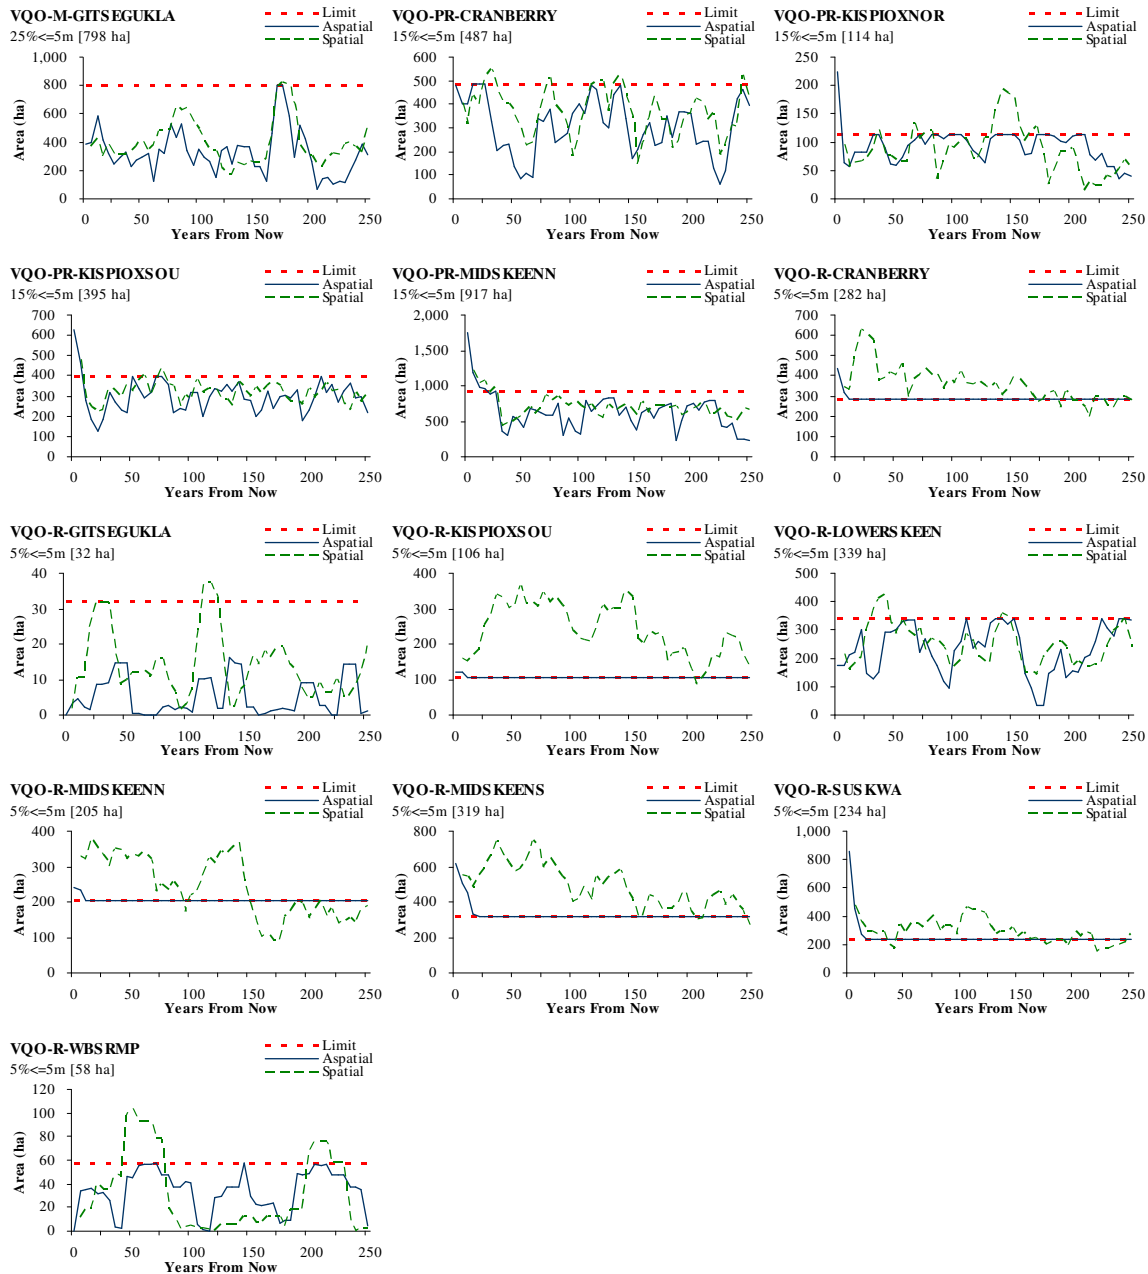 VQO-M-GITSEGUKLA
25%<=5m [798 ha]
Limit
Aspatial
Spatial
Area (ha)
1,000
800
600
400
200
0
0 50 100 150 200 250
Years From Now
VQO-PR-CRANBERRY
15%<=5m [487 ha]
Limit
Aspatial
Spatial
Area (ha)
600
500
400
300
200
100
0
0 50 100 150 200 250
Years From Now
VQO-PR-KISPIOXNOR
15%<=5m [114 ha]
Limit
Aspatial
Spatial
Area (ha)
250
200
150
100
50
0
0 50 100 150 200 250
Years From Now
VQO-PR-KISPIOXSOU
15%<=5m [395 ha]
Limit
Aspatial
Spatial
Area (ha)
700
600
500
400
300
200
100
0
0 50 100 150 200 250
Years From Now
VQO-PR-MIDSKEENN
15%<=5m [917 ha]
Limit
Aspatial
Spatial
Area (ha)
2,000
1,500
1,000
500
0
0 50 100 150 200 250
Years From Now
VQO-R-CRANBERRY
5%<=5m [282 ha]
Limit
Aspatial
Spatial
Area (ha)
700
600
500
400
300
200
100
0
0 50 100 150 200 250
Years From Now
VQO-R-GITSEGUKLA
5%<=5m [32 ha]
Limit
Aspatial
Spatial
Area (ha)
40
30
20
10
0
0 50 100 150 200 250
Years From Now
VQO-R-KISPIOXSOU
5%<=5m [106 ha]
Limit
Aspatial
Spatial
Area (ha)
400
300
200
100
0
0 50 100 150 200 250
Years From Now
VQO-R-LOWERSKEEN
5%<=5m [339 ha]
Limit
Aspatial
Spatial
Area (ha)
500
400
300
200
100
0
0 50 100 150 200 250
Years From Now
VQO-R-MIDSKEENN
5%<=5m [205 ha]
Limit
Aspatial
Spatial
Area (ha)
400
300
200
100
0
0 50 100 150 200 250
Years From Now
VQO-R-MIDSKEENS
5%<=5m [319 ha]
Limit
Aspatial
Spatial
Area (ha)
800
600
400
200
0
0 50 100 150 200 250
Years From Now
VQO-R-SUSKWA
5%<=5m [234 ha]
Limit
Aspatial
Spatial
Area (ha)
1,000
800
600
400
200
0
0 50 100 150 200 250
Years From Now
VQO-R-WBSRMP
5%<=5m [58 ha]
Limit
Aspatial
Spatial
Area (ha)
120
100
80
60
40
20
0
0 50 100 150 200 250
Years From Now